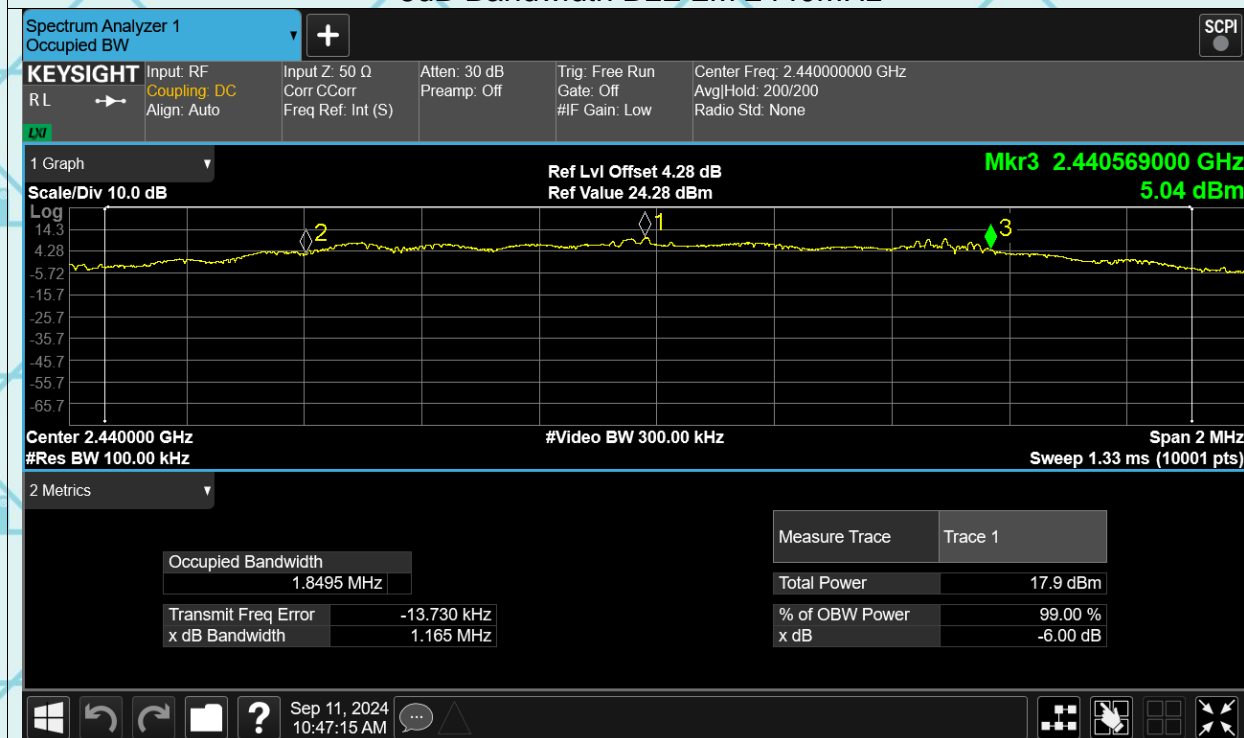 Spectrum Analyzer 1
Occupied BW
SCPI
KEYSIGHT
R L
LXI
Input: RF
Coupling: DC
Align: Auto
Input Z: 50 Ω
Corr CCorr
Freq Ref: Int (S)
Atten: 30 dB
Preamp: Off
Trig: Free Run
Gate: Off
#IF Gain: Low
Center Freq: 2.440000000 GHz
Avg|Hold: 200/200
Radio Std: None
1 Graph
Scale/Div 10.0 dB
Ref Lvl Offset 4.28 dB
Ref Value 24.28 dBm
Mkr3 2.440569000 GHz
5.04 dBm
Log
14.3
4.28
-5.72
-15.7
-25.7
-35.7
-45.7
-55.7
-65.7
2
1
3
Center 2.440000 GHz
#Res BW 100.00 kHz
#Video BW 300.00 kHz
Span 2 MHz
Sweep 1.33 ms (10001 pts)
2 Metrics
Occupied Bandwidth
1.8495 MHz
Transmit Freq Error -13.730 kHz
x dB Bandwidth 1.165 MHz
Measure Trace Trace 1
Total Power 17.9 dBm
% of OBW Power 99.00 %
x dB -6.00 dB
?
Sep 11, 2024
10:47:15 AM